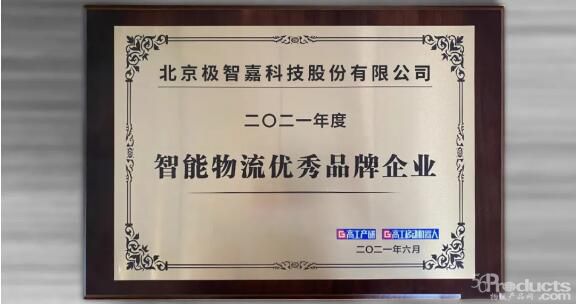 北京极智嘉科技股份有限公司
二〇二一年度
智能物流优秀品牌企业
G 高工产研 G 高工移动机器人
二〇二一年六月
50Products.com